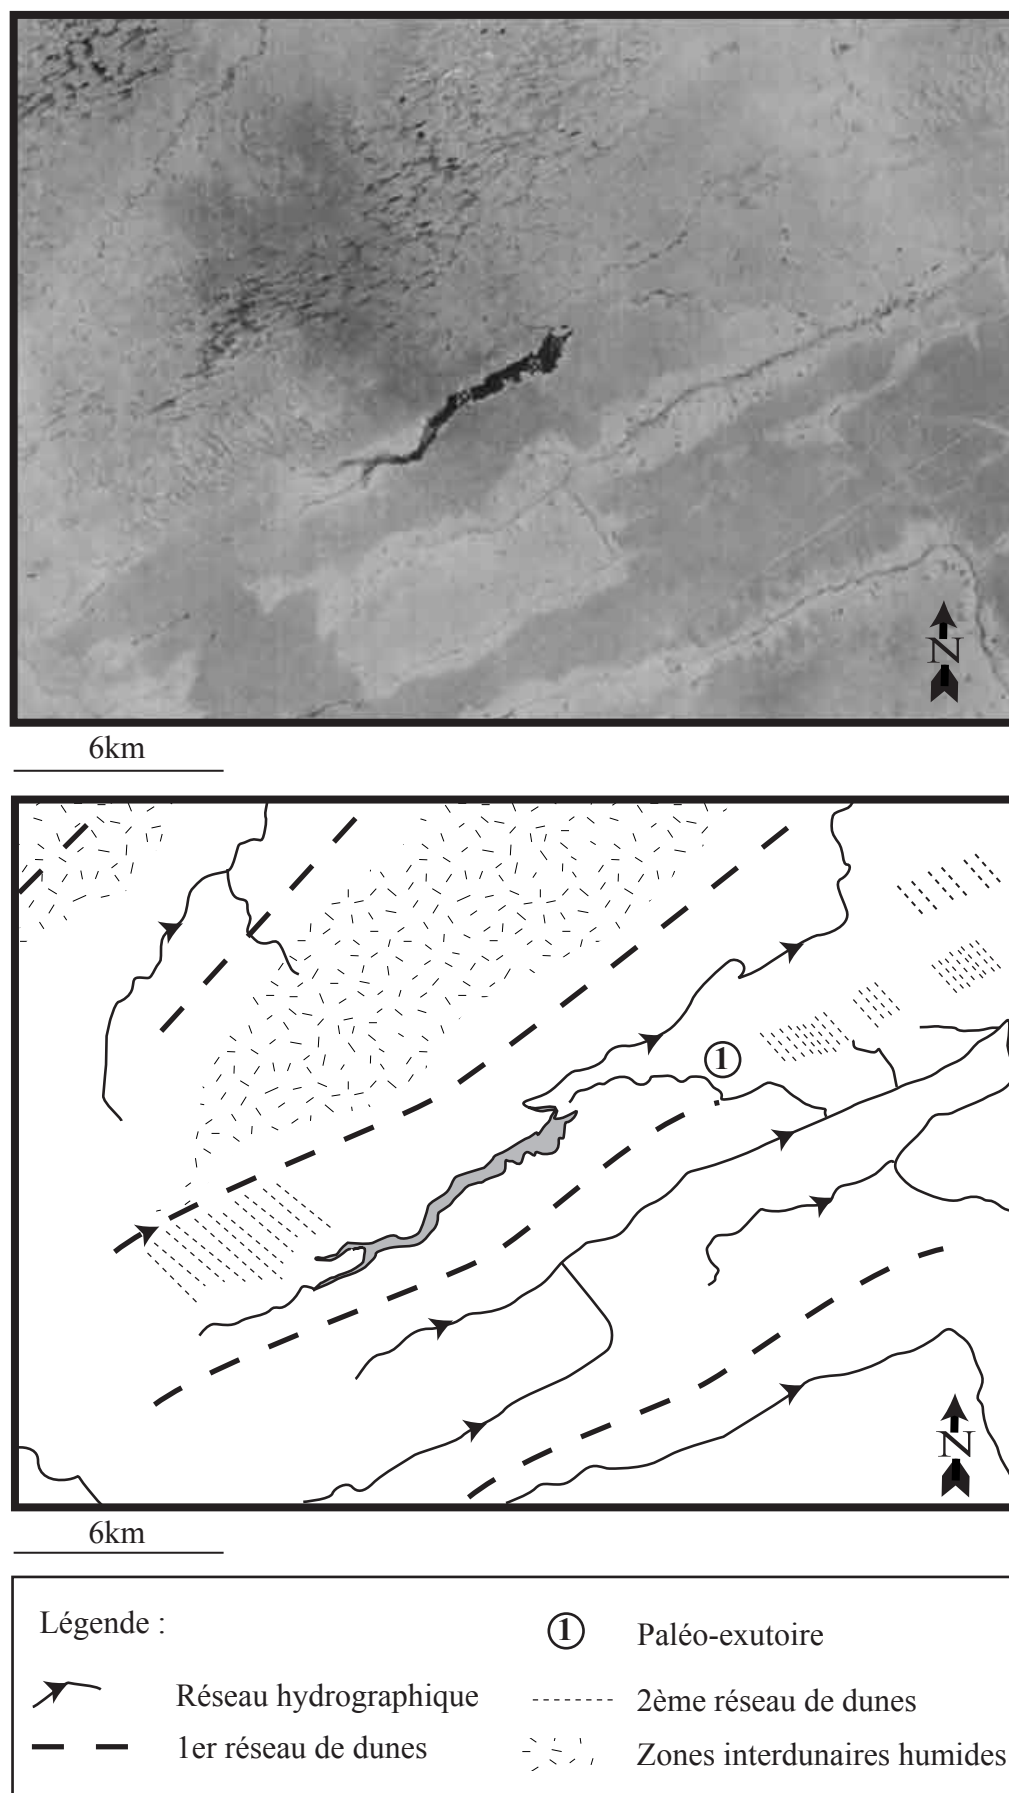 N
6km
1
N
6km
Légende :
1 Paléo-exutoire
Réseau hydrographique
2ème réseau de dunes
1er réseau de dunes
Zones interdunaires humides